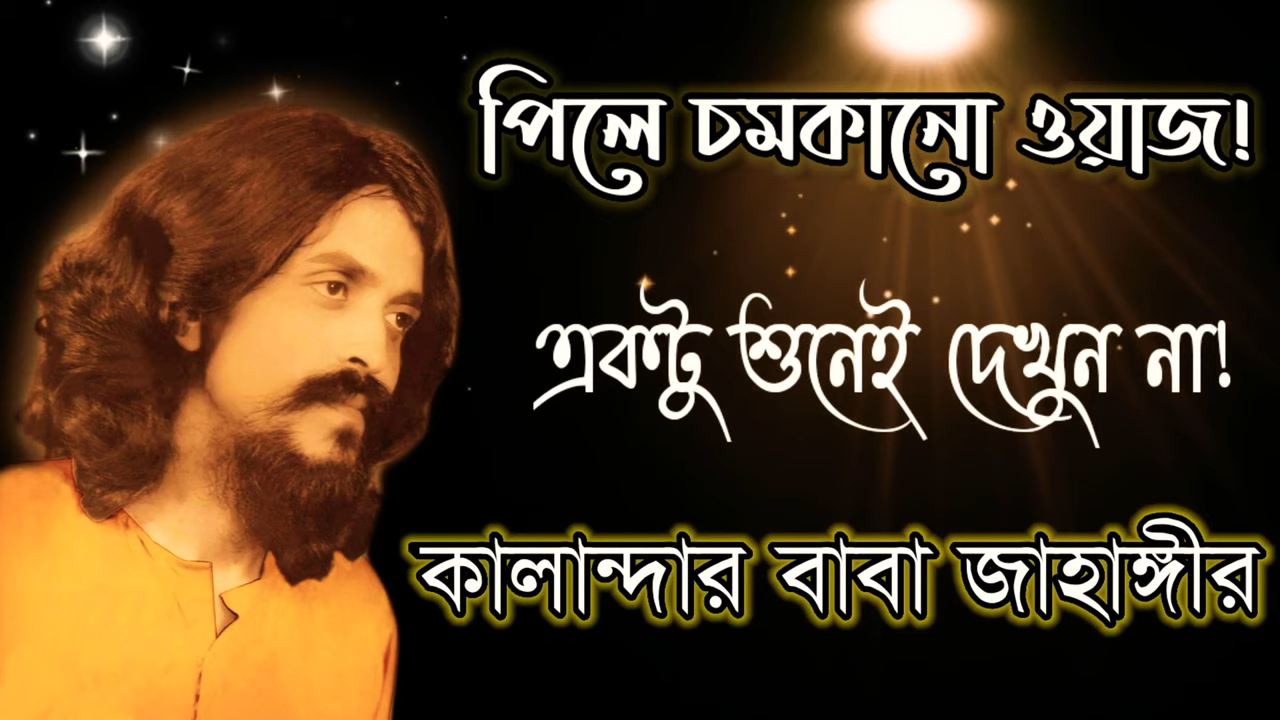 পিলে চমকানো ওয়াজ!
একটু শুনেই দেখুন না!
কালান্দার বাবা জাহাঙ্গীর